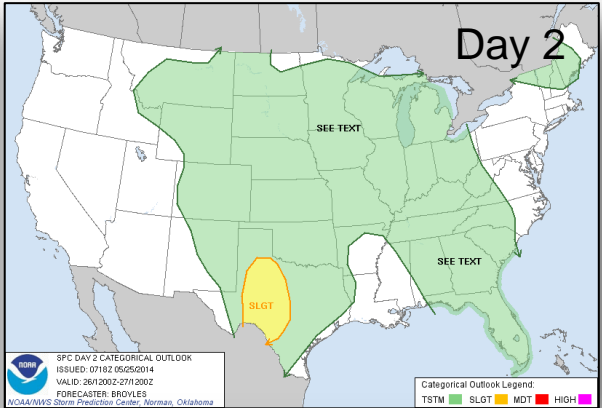 Day 2
SEE TEXT
SEE TEXT
SLGT
NOAA
SPC DAY 2 CATEGORICAL OUTLOOK
ISSUED: 0718Z 05/25/2014
VALID: 26/1200Z-27/1200Z
FORECASTER: BROYLES
NOAA/NWS Storm Prediction Center, Norman, Oklahoma
Categorical Outlook Legend:
TSTM SLGT MDT HIGH